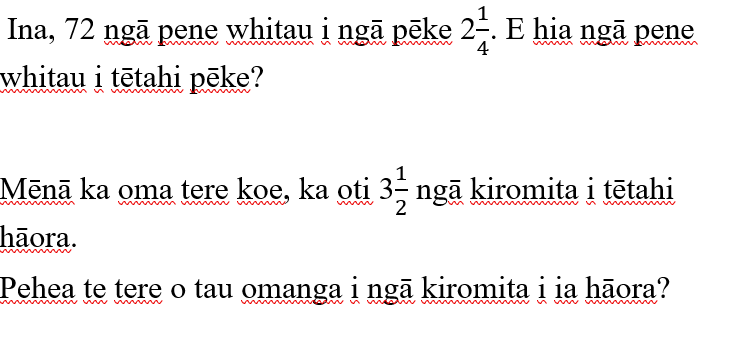 Ina, 72 ngā pene whitau i ngā pēke 2 1/4. E hia ngā pene
whitau i tētahi pēke?
Mēnā ka oma tere koe, ka oti 3 1/2 ngā kiromita i tētahi
hāora.
Pehea te tere o tau omanga i ngā kiromita i ia hāora?